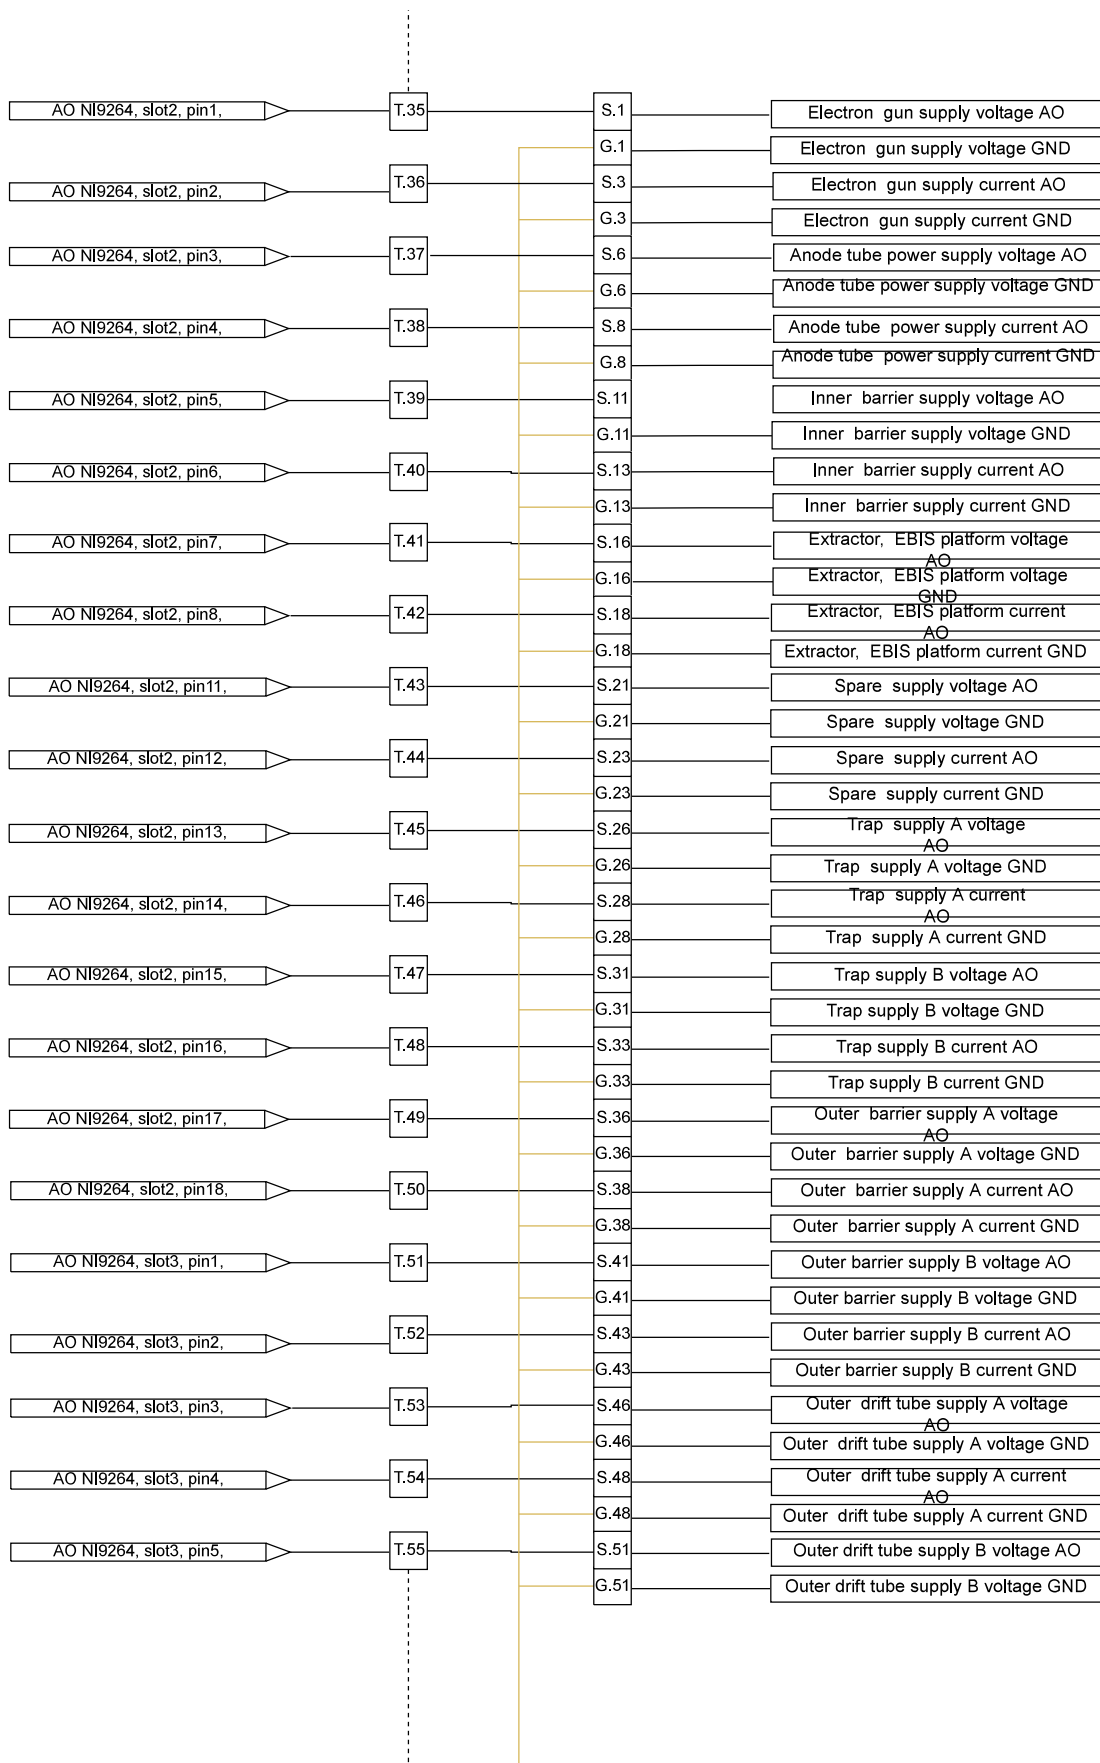 AO NI9264, slot2, pin1,
T.35
S.1
Electron gun supply voltage AO
G.1
Electron gun supply voltage GND
AO NI9264, slot2, pin2,
T.36
S.3
Electron gun supply current AO
G.3
Electron gun supply current GND
AO NI9264, slot2, pin3,
T.37
S.6
Anode tube power supply voltage AO
G.6
Anode tube power supply voltage GND
AO NI9264, slot2, pin4,
T.38
S.8
Anode tube power supply current AO
G.8
Anode tube power supply current GND
AO NI9264, slot2, pin5,
T.39
S.11
Inner barrier supply voltage AO
G.11
Inner barrier supply voltage GND
AO NI9264, slot2, pin6,
T.40
S.13
Inner barrier supply current AO
G.13
Inner barrier supply current GND
AO NI9264, slot2, pin7,
T.41
S.16
Extractor, EBIS platform voltage
AO
G.16
Extractor, EBIS platform voltage
GND
AO NI9264, slot2, pin8,
T.42
S.18
Extractor, EBIS platform current
AO
G.18
Extractor, EBIS platform current GND
AO NI9264, slot2, pin11,
T.43
S.21
Spare supply voltage AO
G.21
Spare supply voltage GND
AO NI9264, slot2, pin12,
T.44
S.23
Spare supply current AO
G.23
Spare supply current GND
AO NI9264, slot2, pin13,
T.45
S.26
Trap supply A voltage
AO
G.26
Trap supply A voltage GND
AO NI9264, slot2, pin14,
T.46
S.28
Trap supply A current
AO
G.28
Trap supply A current GND
AO NI9264, slot2, pin15,
T.47
S.31
Trap supply B voltage AO
G.31
Trap supply B voltage GND
AO NI9264, slot2, pin16,
T.48
S.33
Trap supply B current AO
G.33
Trap supply B current GND
AO NI9264, slot2, pin17,
T.49
S.36
Outer barrier supply A voltage
AO
G.36
Outer barrier supply A voltage GND
AO NI9264, slot2, pin18,
T.50
S.38
Outer barrier supply A current AO
G.38
Outer barrier supply A current GND
AO NI9264, slot3, pin1,
T.51
S.41
Outer barrier supply B voltage AO
G.41
Outer barrier supply B voltage GND
AO NI9264, slot3, pin2,
T.52
S.43
Outer barrier supply B current AO
G.43
Outer barrier supply B current GND
AO NI9264, slot3, pin3,
T.53
S.46
Outer drift tube supply A voltage
AO
G.46
Outer drift tube supply A voltage GND
AO NI9264, slot3, pin4,
T.54
S.48
Outer drift tube supply A current
AO
G.48
Outer drift tube supply A current GND
AO NI9264, slot3, pin5,
T.55
S.51
Outer drift tube supply B voltage AO
G.51
Outer drift tube supply B voltage GND